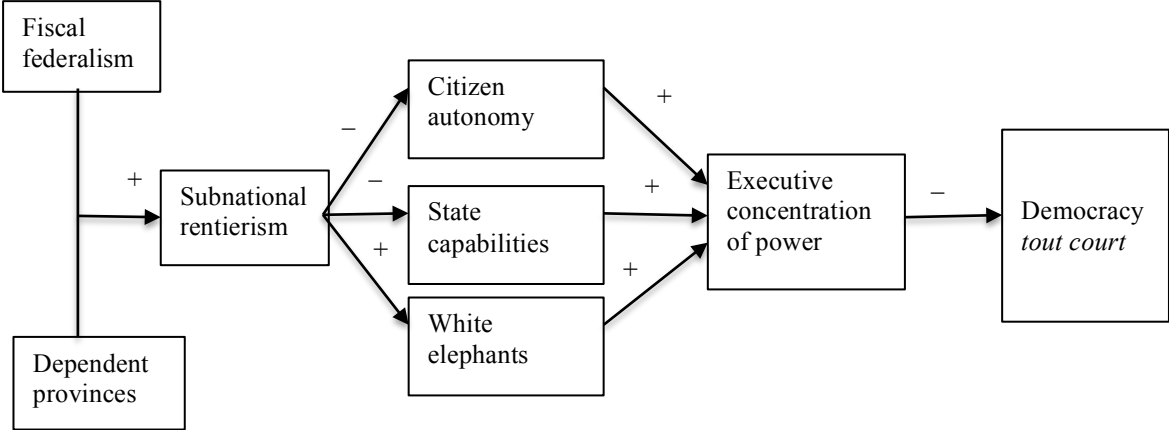 Fiscal
federalism
Dependent
provinces
+
Subnational
rentierism
−
−
+
Citizen
autonomy
State
capabilities
White
elephants
+
+
+
Executive
concentration
of power
−
Democracy
tout court